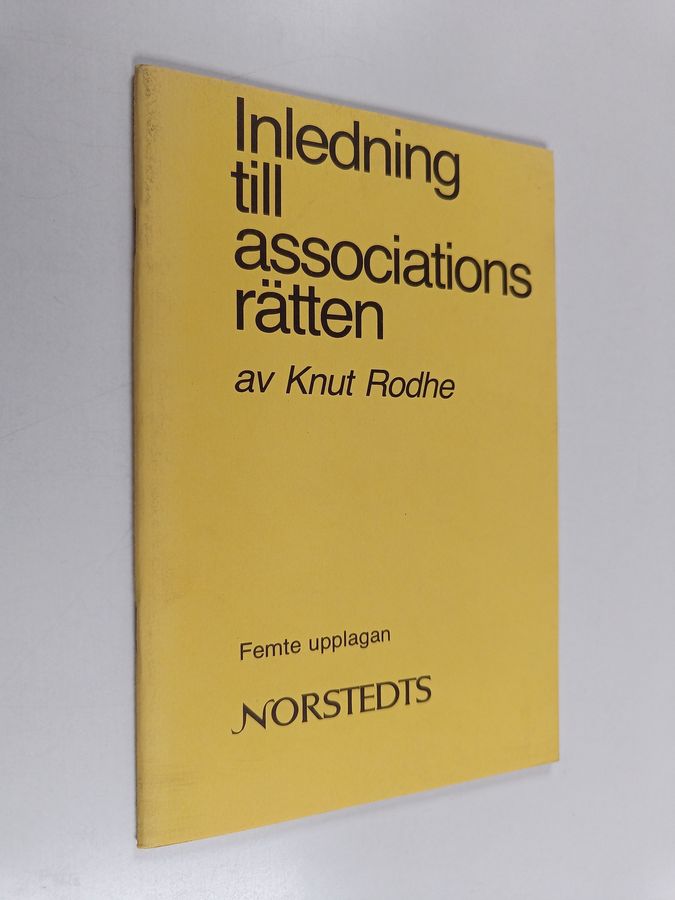 Inledning
till
associations
rätten
av Knut Rodhe
Femte upplagan
NORSTEDTS